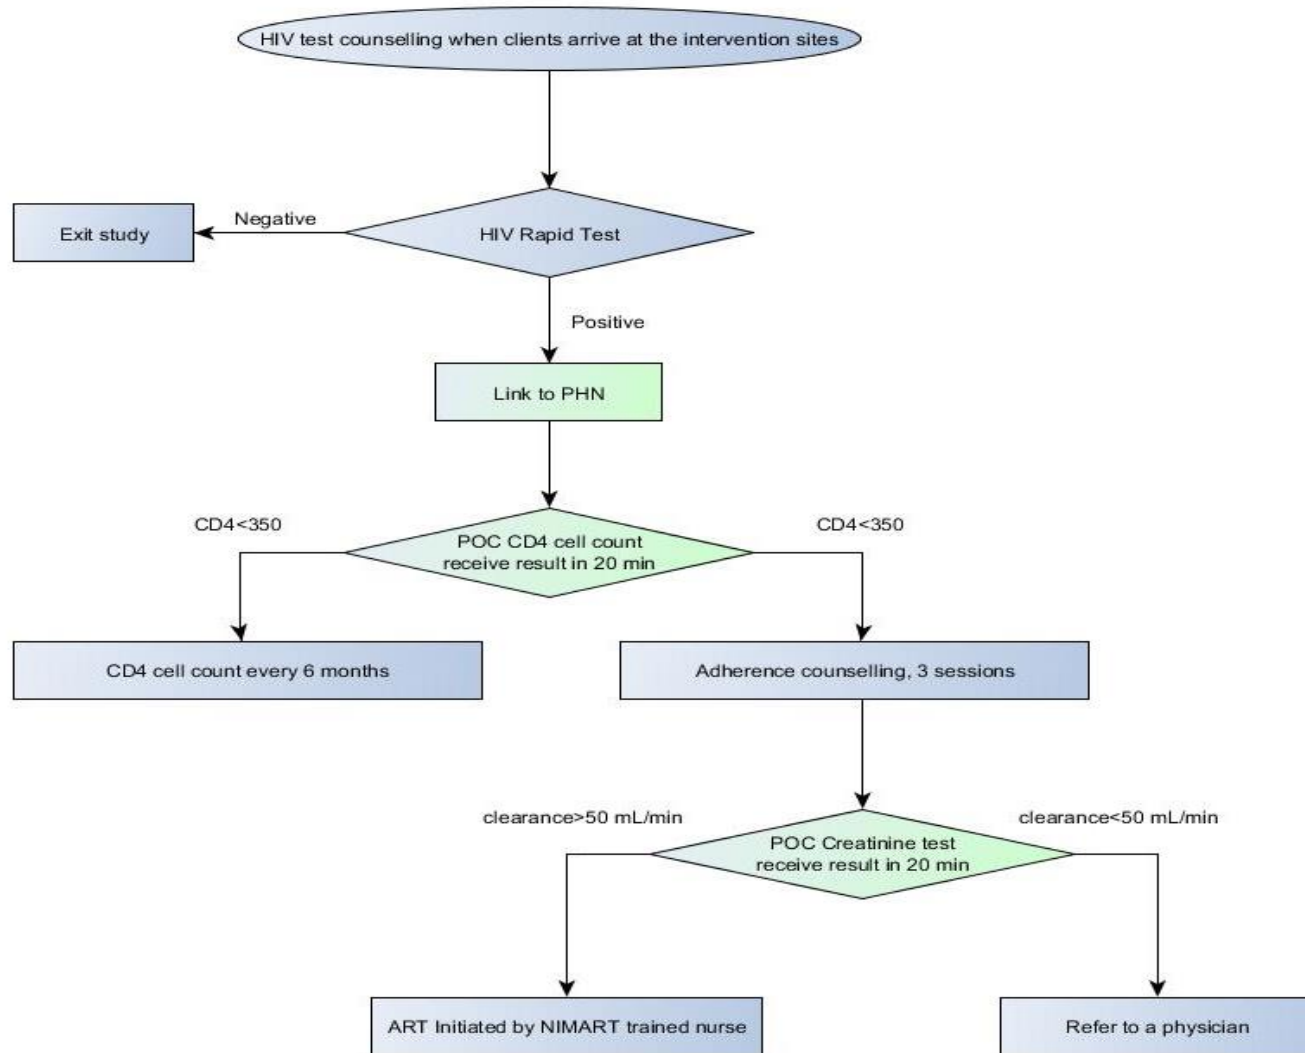 HIV test counselling when clients arrive at the intervention sites
Negative
Exit study
HIV Rapid Test
Positive
Link to PHN
CD4<350
CD4<350
POC CD4 cell count
receive result in 20 min
CD4 cell count every 6 months
Adherence counselling, 3 sessions
clearance>50 mL/min
clearance<50 mL/min
POC Creatinine test
receive result in 20 min
ART Initiated by NIMART trained nurse
Refer to a physician